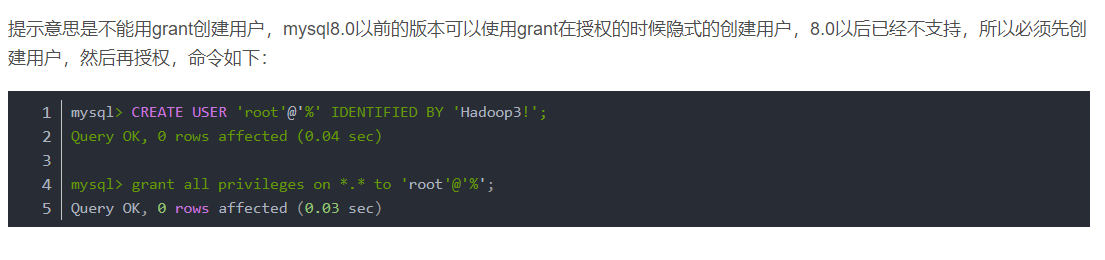 提示意思是不能用grant创建用户，mysql8.0以前的版本可以使用grant在授权的时候隐式的创建用户，8.0以后已经不支持，所以必须先创
建用户，然后再授权，命令如下：
1 mysql> CREATE USER 'root'@'%' IDENTIFIED BY 'Hadoop3!';
2 Query OK, 0 rows affected (0.04 sec)
3
4 mysql> grant all privileges on *.* to 'root'@'%';
5 Query OK, 0 rows affected (0.03 sec)